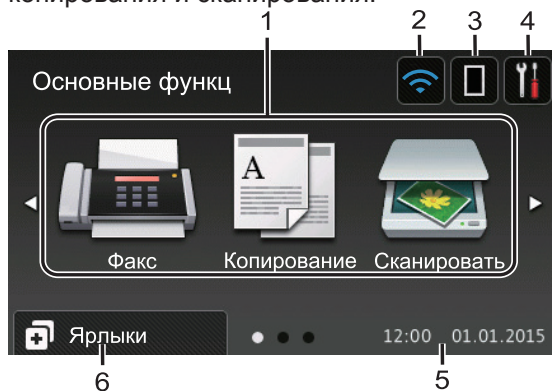 копирования и сканирования.
1 2 3 4
Основные функц
A
Факс Копирование Сканировать
Ярлыки 12:00 01.01.2015
6 5